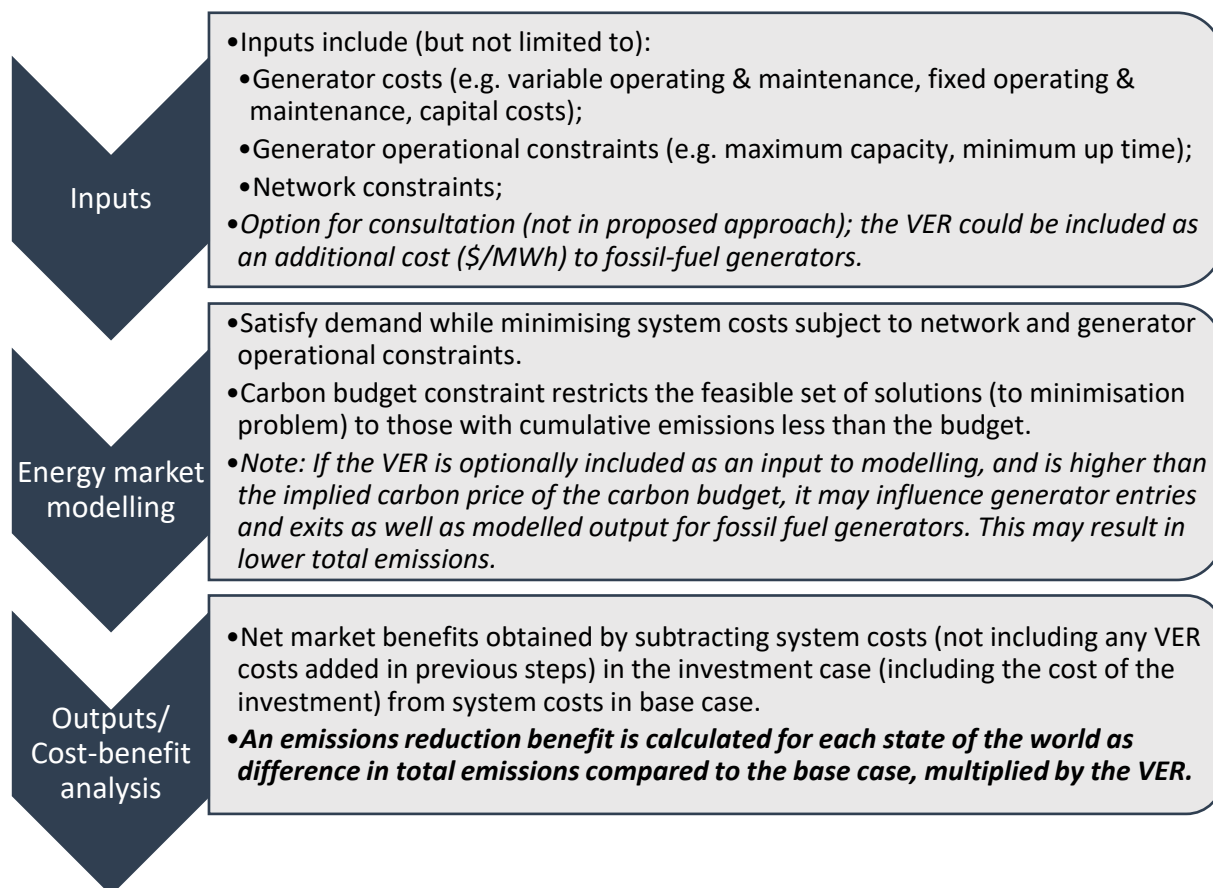 Inputs
•Inputs include (but not limited to):
•Generator costs (e.g. variable operating & maintenance, fixed operating &
maintenance, capital costs);
•Generator operational constraints (e.g. maximum capacity, minimum up time);
•Network constraints;
•Option for consultation (not in proposed approach); the VER could be included as
an additional cost ($/MWh) to fossil-fuel generators.
Energy market
modelling
•Satisfy demand while minimising system costs subject to network and generator
operational constraints.
•Carbon budget constraint restricts the feasible set of solutions (to minimisation
problem) to those with cumulative emissions less than the budget.
•Note: If the VER is optionally included as an input to modelling, and is higher than
the implied carbon price of the carbon budget, it may influence generator entries
and exits as well as modelled output for fossil fuel generators. This may result in
lower total emissions.
Outputs/
Cost-benefit
analysis
•Net market benefits obtained by subtracting system costs (not including any VER
costs added in previous steps) in the investment case (including the cost of the
investment) from system costs in base case.
•An emissions reduction benefit is calculated for each state of the world as
difference in total emissions compared to the base case, multiplied by the VER.